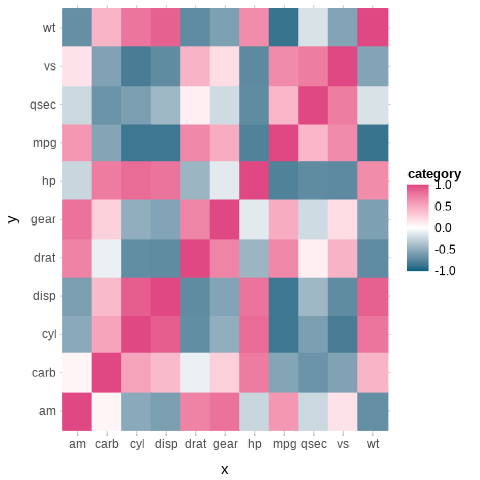 wt
vs
qsec
mpg
hp
gear
drat
disp
cyl
carb
am
y
am carb cyl disp drat gear hp mpg qsec vs wt
x
category
1.0
0.5
0.0
-0.5
-1.0